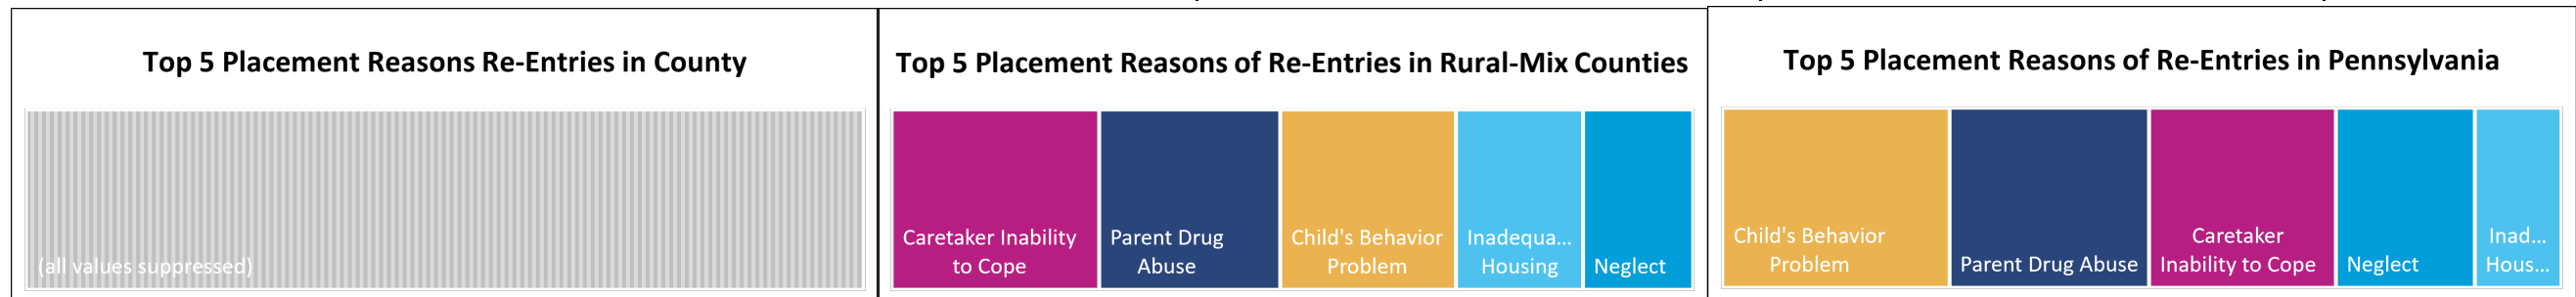 Top 5 Placement Reasons Re-Entries in County
(all values suppressed)
Top 5 Placement Reasons of Re-Entries in Rural-Mix Counties
Caretaker Inability
to Cope
Parent Drug
Abuse
Child's Behavior
Problem
Inadequa...
Housing
Neglect
Top 5 Placement Reasons of Re-Entries in Pennsylvania
Child's Behavior
Problem
Parent Drug Abuse
Caretaker
Inability to Cope
Neglect
Inad...
Hous...